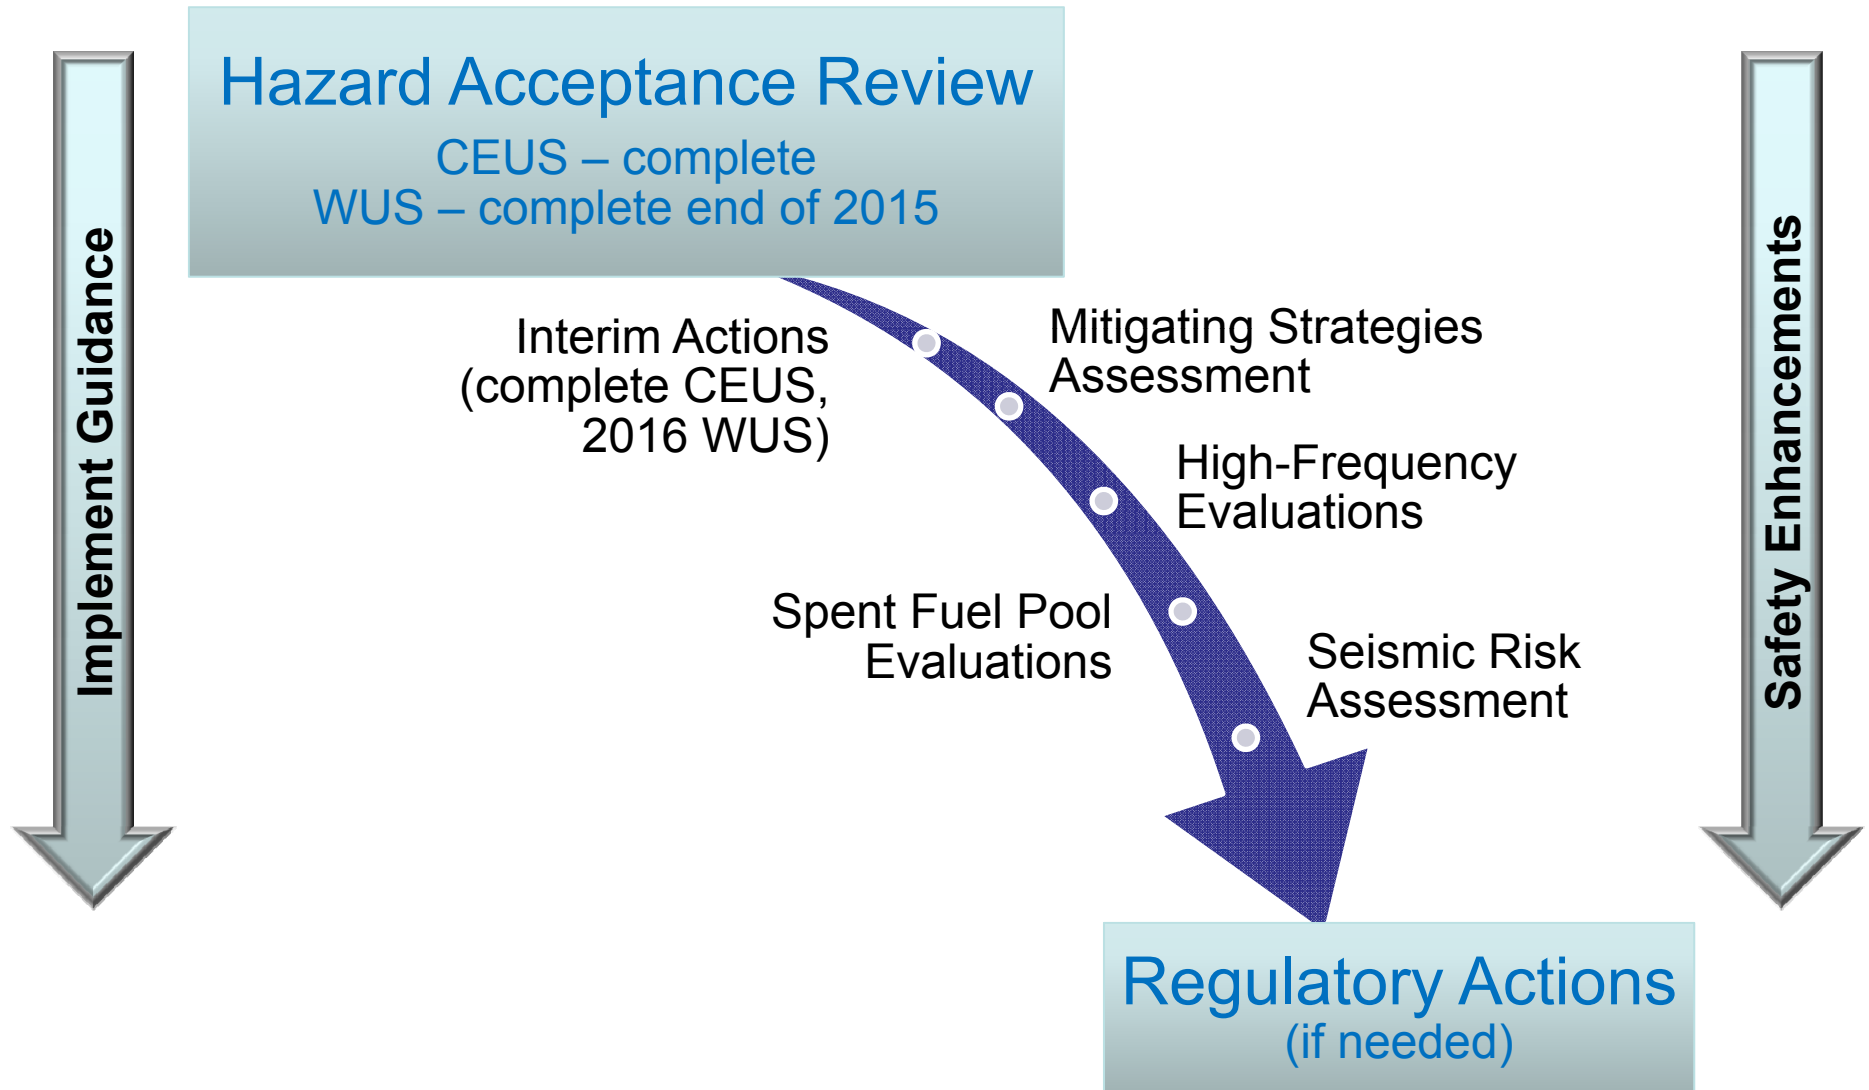 Hazard Acceptance Review
CEUS – complete
WUS – complete end of 2015
Implement Guidance
Interim Actions
(complete CEUS,
2016 WUS)
Mitigating Strategies
Assessment
High-Frequency
Evaluations
Spent Fuel Pool
Evaluations
Seismic Risk
Assessment
Safety Enhancements
Regulatory Actions
(if needed)